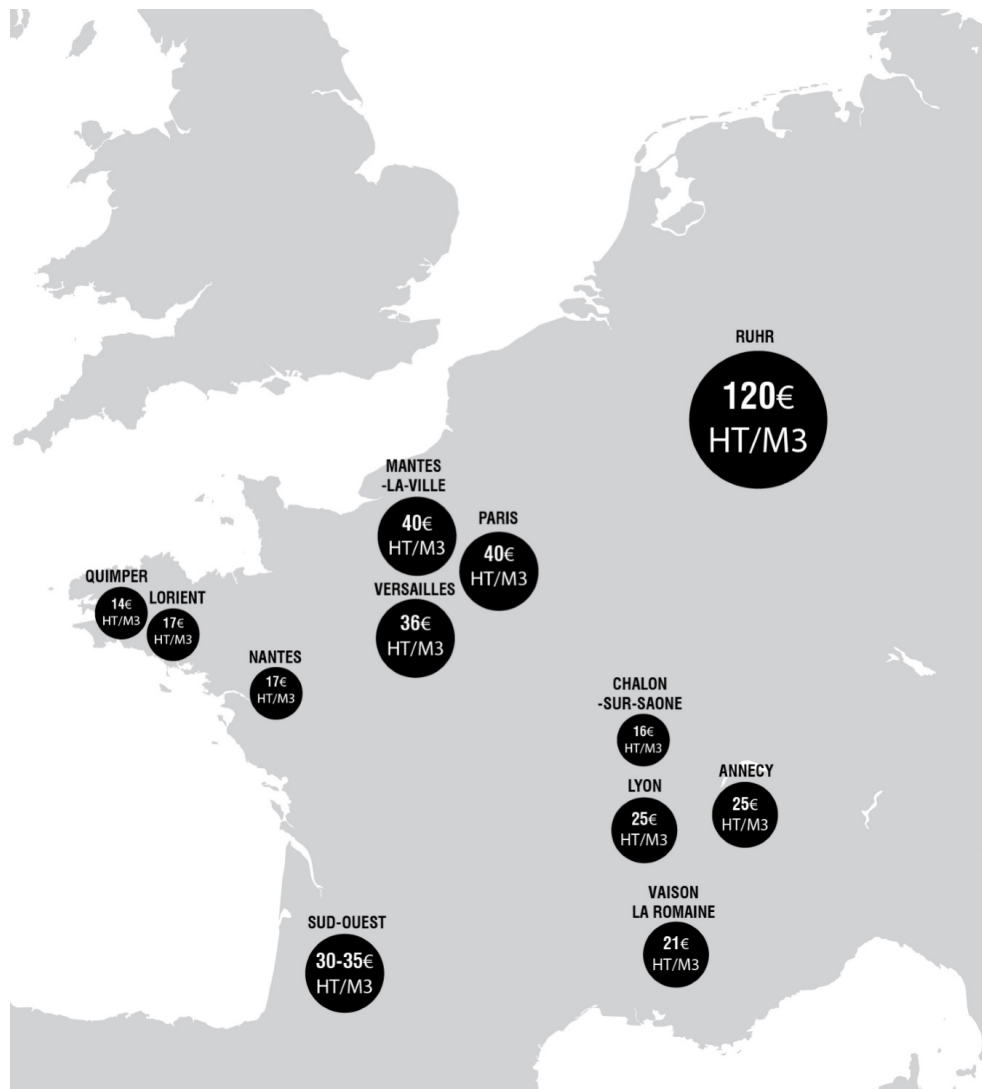 RUHR
120€
HT/M3
MANTES
-LA-VILLE
40€
HT/M3
PARIS
40€
HT/M3
QUIMPER
14€
HT/M3
LORIENT
17€
HT/M3
VERSAILLES
36€
HT/M3
NANTES
17€
HT/M3
CHALON
-SUR-SAONE
16€
HT/M3
LYON
25€
HT/M3
ANNECY
25€
HT/M3
VAISON
LA ROMAINE
21€
HT/M3
SUD-OUEST
30-35€
HT/M3